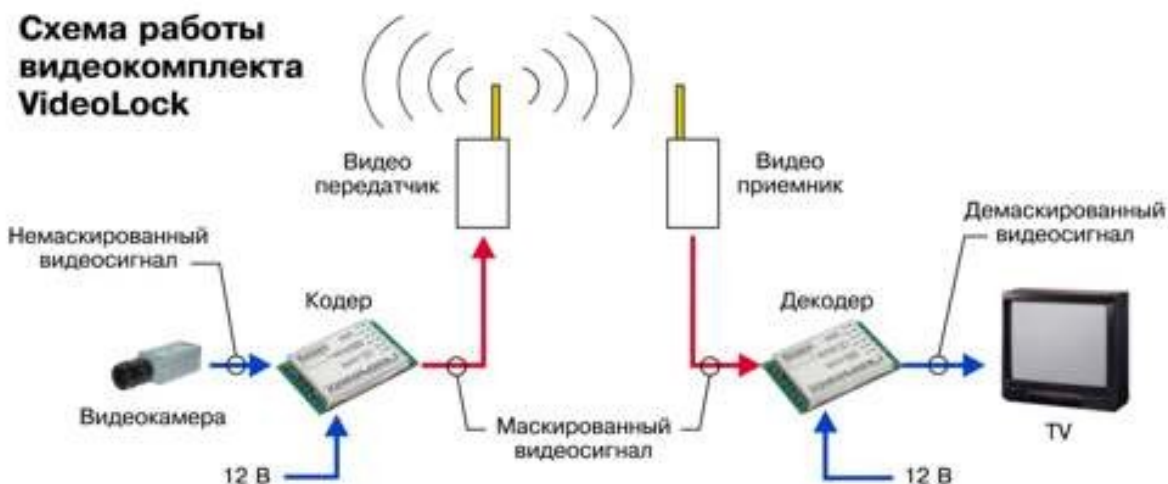 Схема работы
видеокомплекта
VideoLock
Видео
передатчик
Видео
приемник
Немаскированный
видеосигнал
Демаскированный
видеосигнал
Кодер
Декодер
Видеокамера
Маскированный
видеосигнал
TV
12 В
12 В